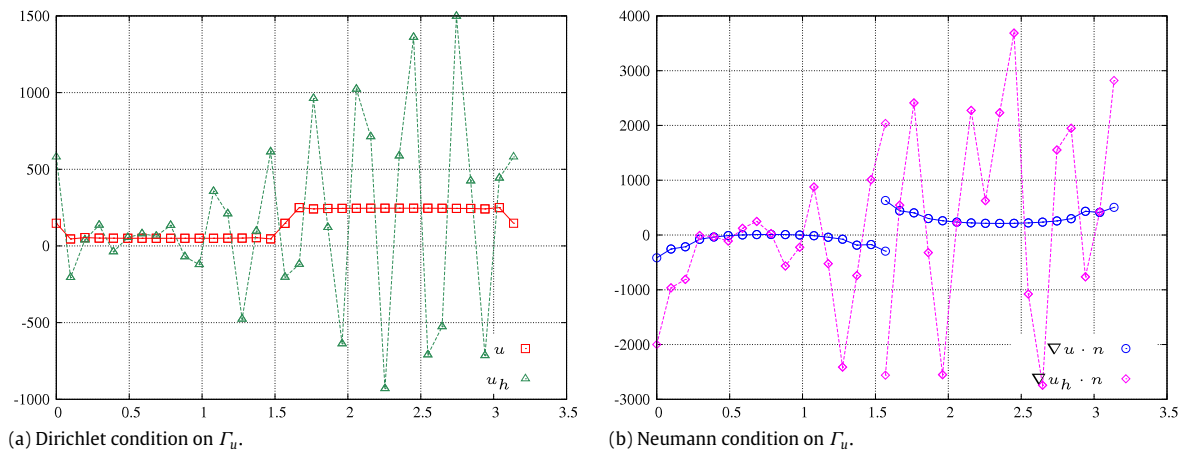 1500
1000
500
0
-500
-1000
0 0.5 1 1.5 2 2.5 3 3.5
u
u_h
(a) Dirichlet condition on Γ_u.
4000
3000
2000
1000
0
-1000
-2000
-3000
0 0.5 1 1.5 2 2.5 3 3.5
▽u · n
▽u_h · n
(b) Neumann condition on Γ_u.